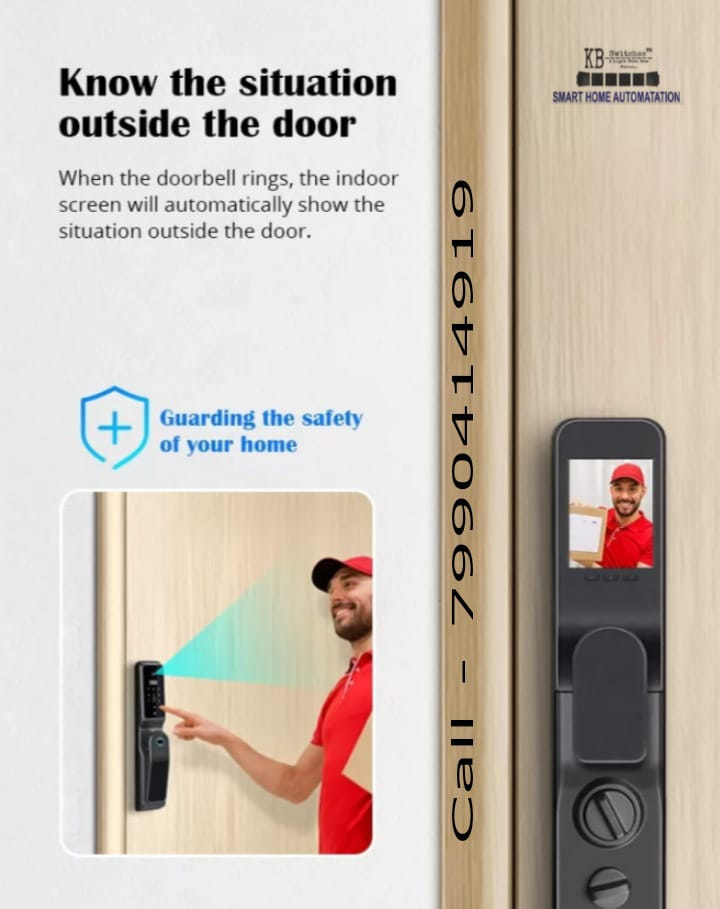 Know the situation
outside the door
When the doorbell rings, the indoor
screen will automatically show the
situation outside the door.
Guarding the safety
of your home
Call - 7990414919
KB Switches
SMART HOME AUTOMATATION